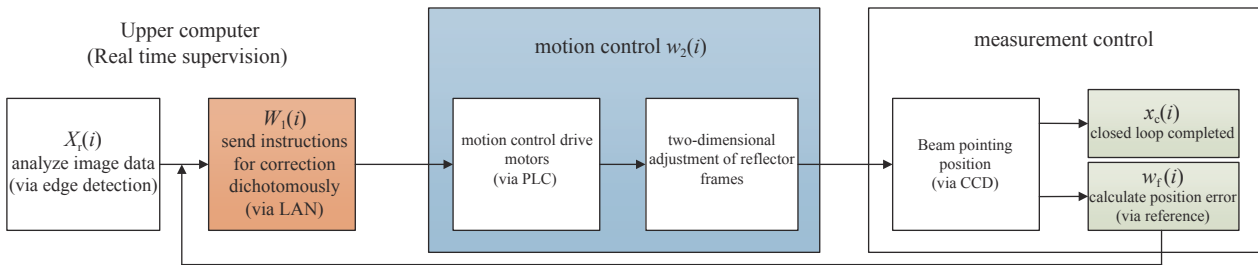 Upper computer
(Real time supervision)
motion control w₂(i)
measurement control
Xᵣ(i)
analyze image data
(via edge detection)
W₁(i)
send instructions
for correction
dichotomously
(via LAN)
motion control drive
motors
(via PLC)
two-dimensional
adjustment of reflector
frames
Beam pointing
position
(via CCD)
x_c(i)
closed loop completed
w_f(i)
calculate position error
(via reference)